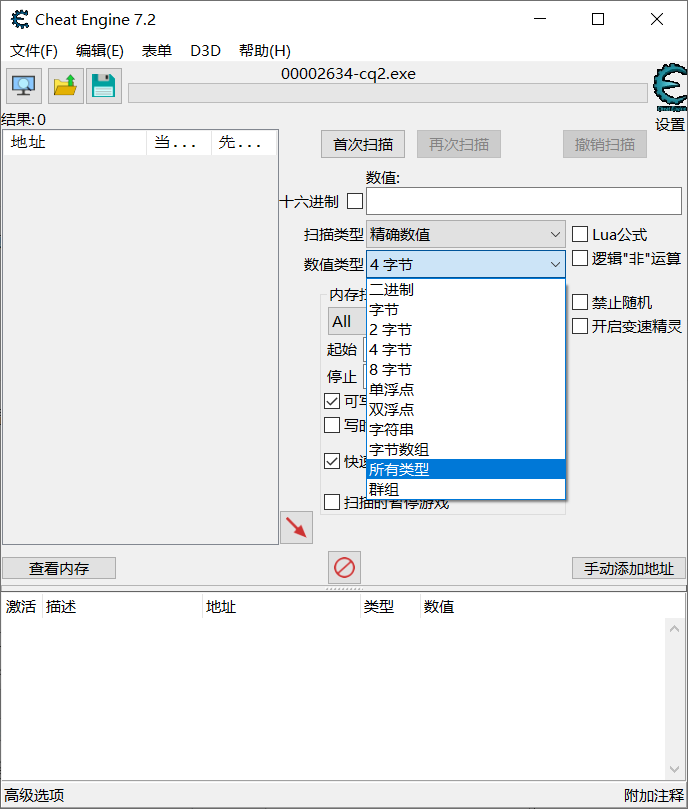 Cheat Engine 7.2
文件(F) 编辑(E) 表单 D3D 帮助(H)
00002634-cq2.exe
设置
结果:0
地址 当... 先...
首次扫描 再次扫描 撤销扫描
数值:
十六进制
扫描类型 精确数值
Lua公式
数值类型 4 字节
逻辑"非"运算
二进制
字节
2 字节
4 字节
8 字节
单浮点
双浮点
字符串
字节数组
所有类型
群组
内存
All
起始
停止
可写
快速
扫描时暂停游戏
禁止随机
开启变速精灵
查看内存
手动添加地址
激活 描述 地址 类型 数值
高级选项 附加注释